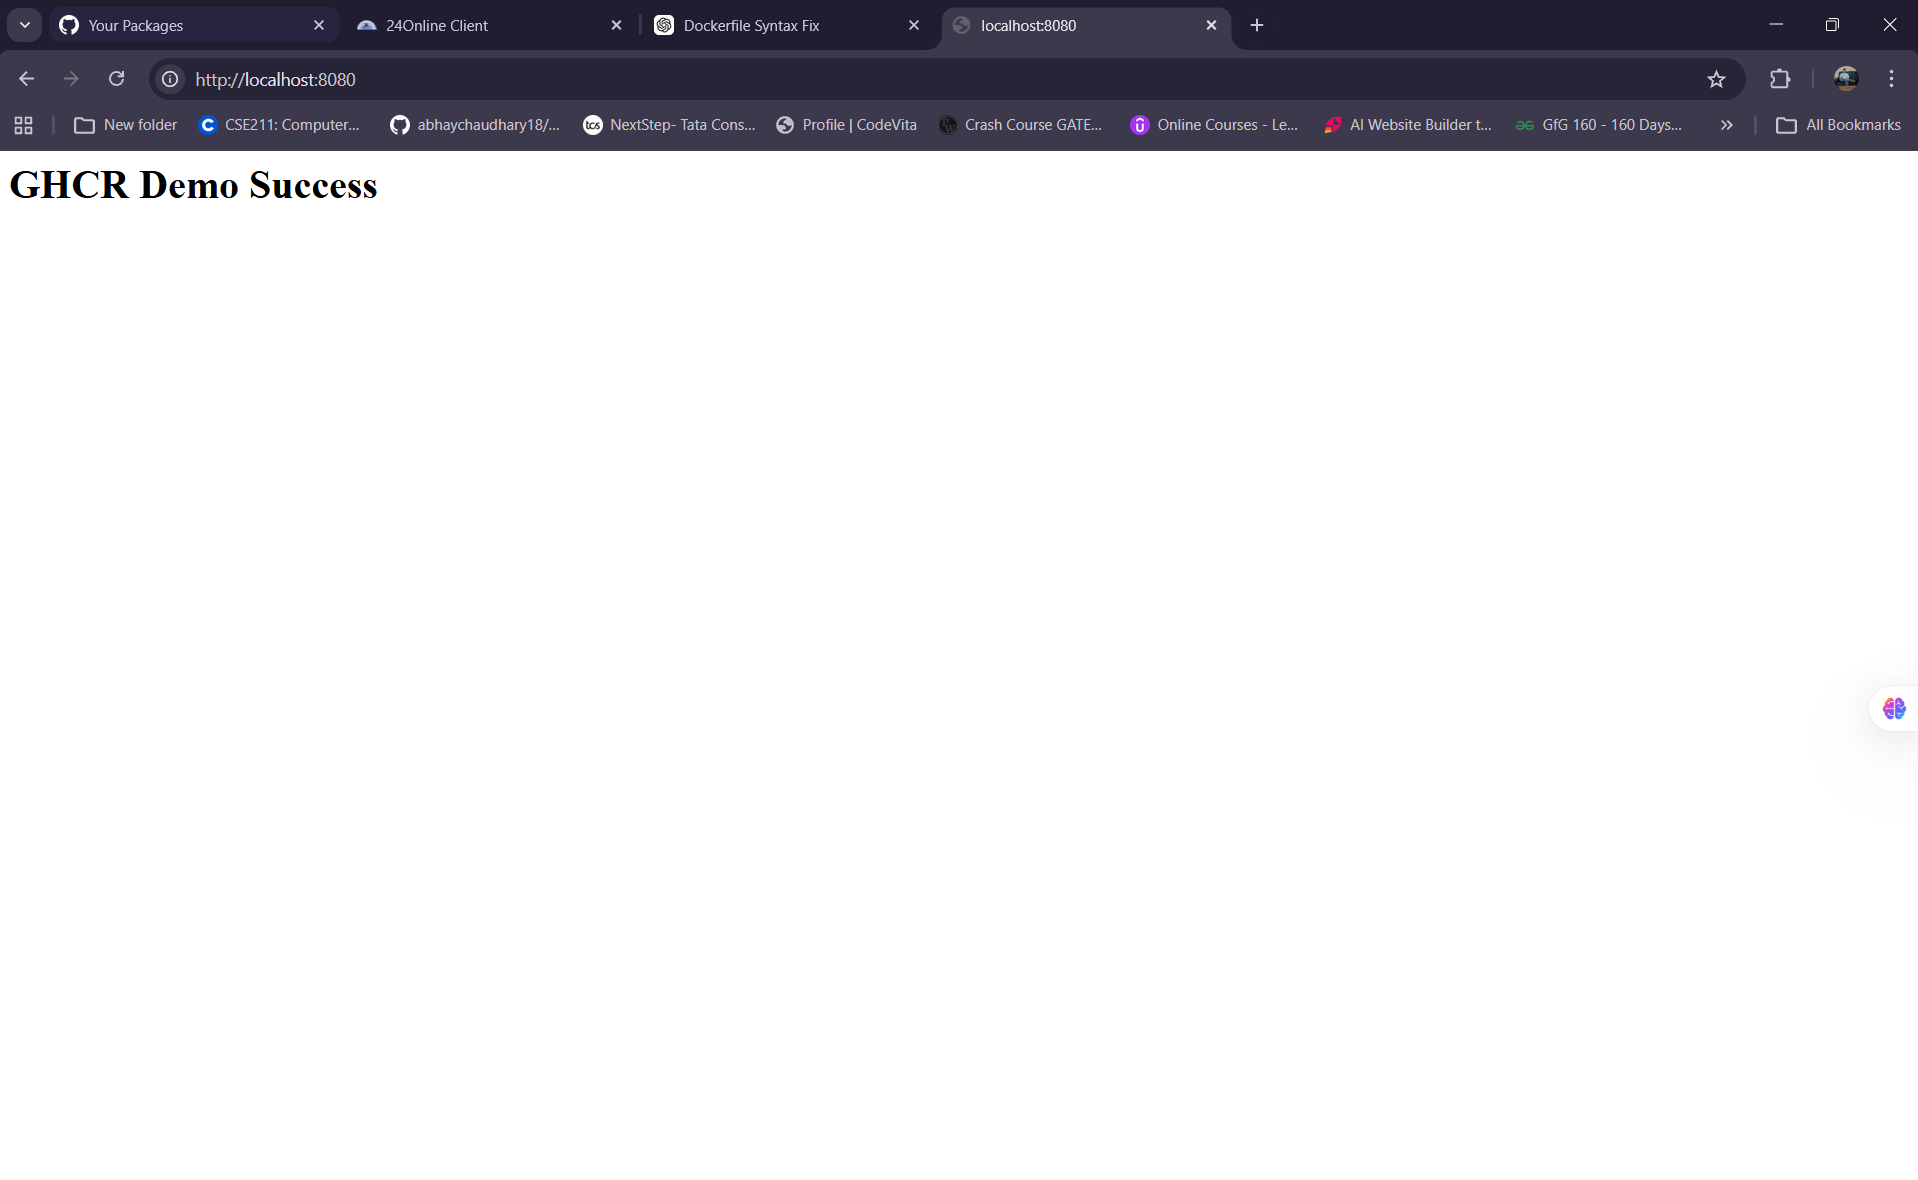 Your Packages
24Online Client
Dockerfile Syntax Fix
localhost:8080
http://localhost:8080
New folder
CSE211: Computer...
abhaychaudhary18/...
tcs
NextStep- Tata Cons...
Profile | CodeVita
Crash Course GATE...
Online Courses - Le...
AI Website Builder t...
GfG 160 - 160 Days...
All Bookmarks
GHCR Demo Success